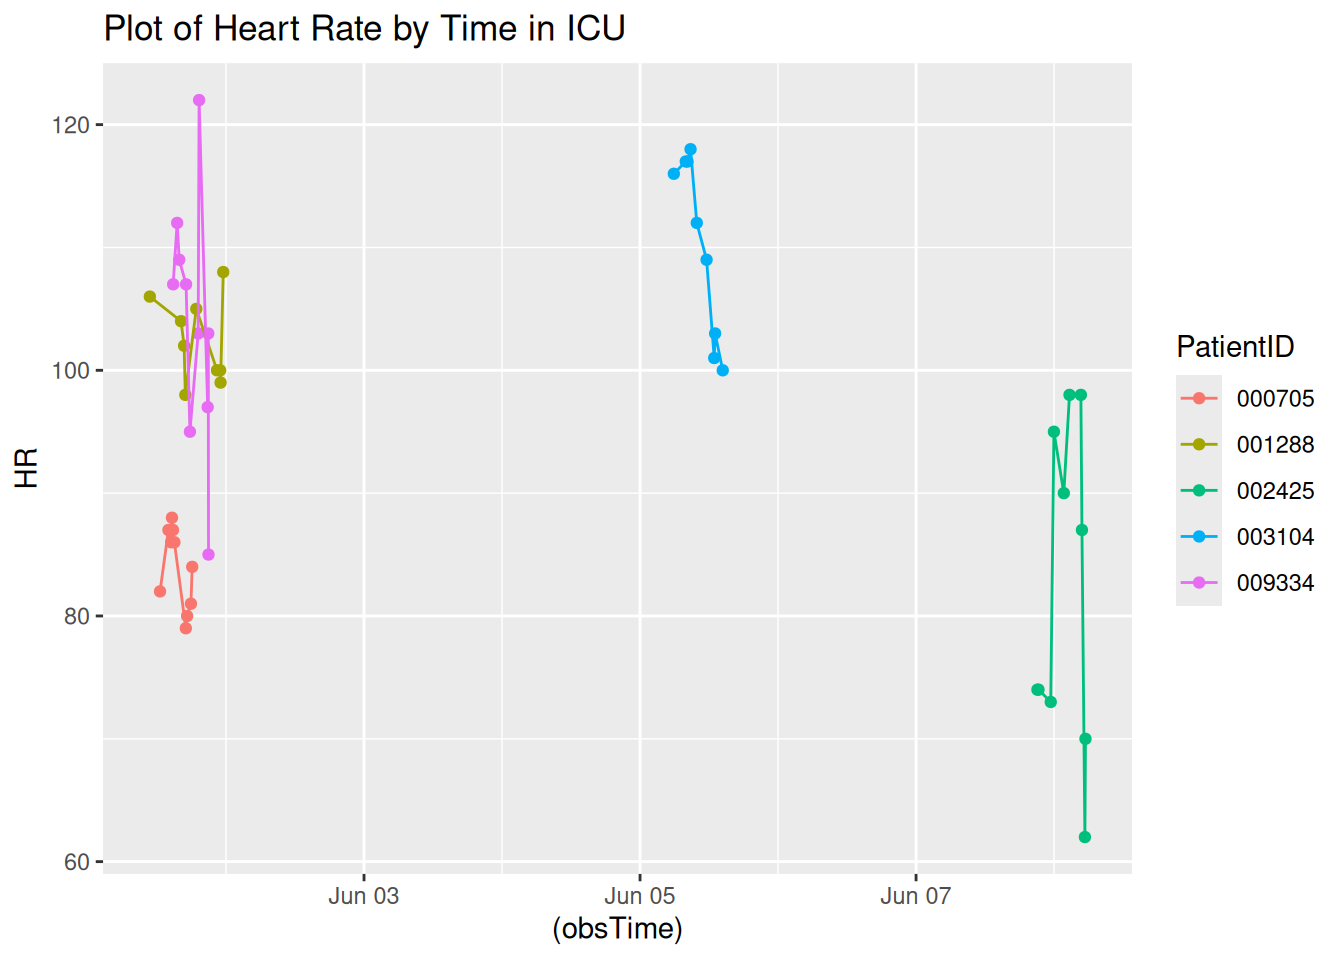 Plot of Heart Rate by Time in ICU
120
100
80
60
HR
Jun 03
Jun 05
Jun 07
(obsTime)
PatientID
000705
001288
002425
003104
009334